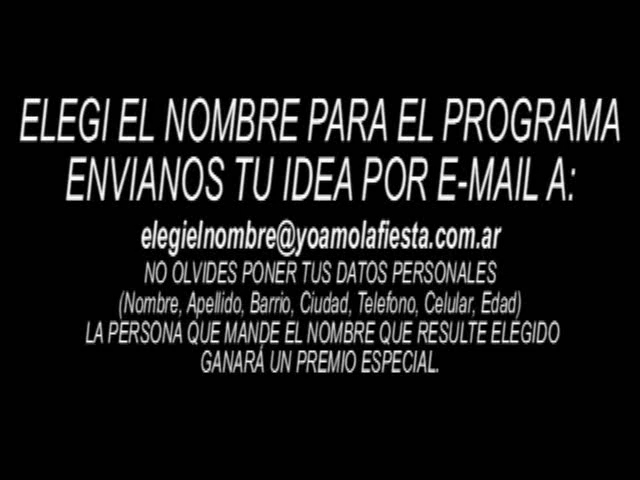 ELEGI EL NOMBRE PARA EL PROGRAMA
ENVIANOS TU IDEA POR E-MAIL A:
elegielnombre@yoamolafiesta.com.ar
NO OLVIDES PONER TUS DATOS PERSONALES
(Nombre, Apellido, Barrio, Ciudad, Telefono, Celular, Edad)
LA PERSONA QUE MANDE EL NOMBRE QUE RESULTE ELEGIDO
GANARÁ UN PREMIO ESPECIAL.